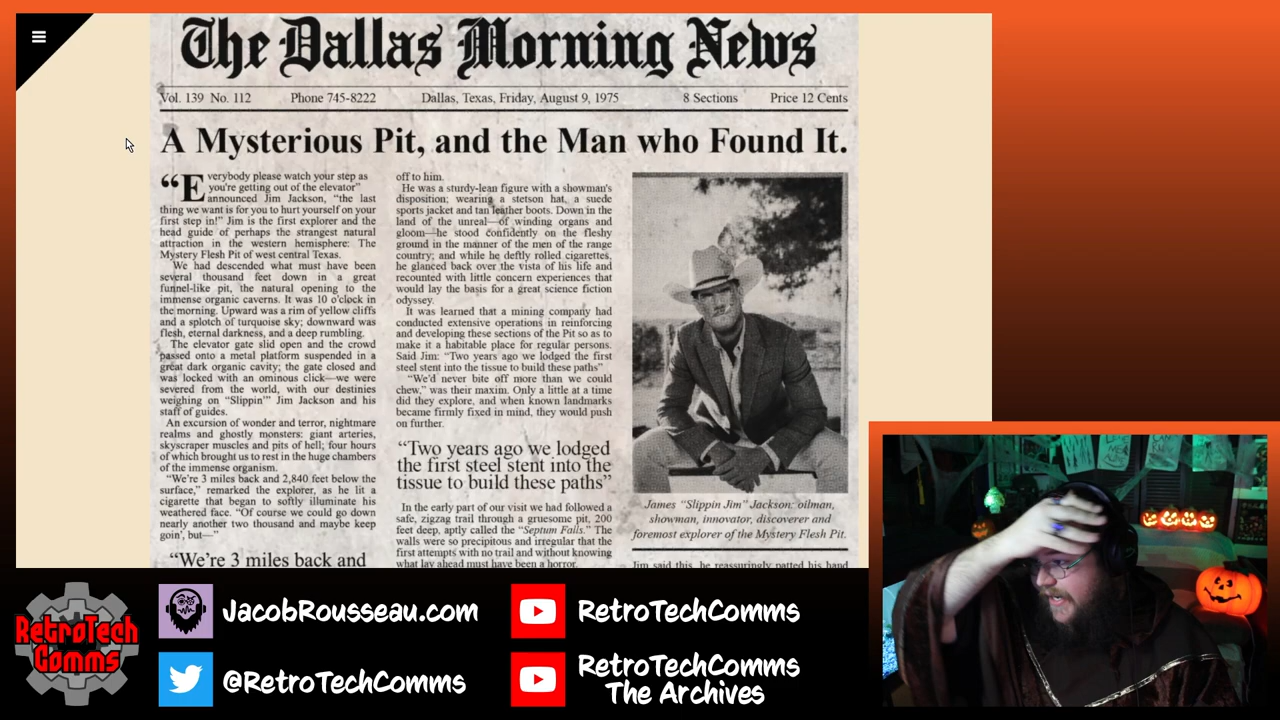 The Dallas Morning News
Vol. 139 No. 112 Phone 745-8222 Dallas, Texas, Friday, August 9, 1975 8 Sections Price 12 Cents
A Mysterious Pit, and the Man who Found It.
“Everybody please watch your step as
you're getting out of the elevator”
announced Jim Jackson, “the last
thing we want is for you to hurt yourself on your
first step in!” Jim is the first explorer and the
head guide of perhaps the strangest natural
attraction in the western hemisphere: The
Mystery Flesh Pit of west central Texas.
We had descended what must have been
several thousand feet down in a great
funnel-like pit, the natural opening to the
immense organic caverns. It was 10 o'clock in
the morning. Upward was a rim of yellow cliffs
and a splotch of turquoise sky; downward was
flesh, eternal darkness, and a deep rumbling.
The elevator gate slid open and the crowd
passed onto a metal platform suspended in a
great dark organic cavity; the gate closed and
was locked with an ominous click—we were
severed from the world, with our destinies
weighing on “Slippin'” Jim Jackson and his
staff of guides.
An excursion of wonder and terror, nightmare
realms and ghostly monsters: giant arteries,
skyscraper muscles and pits of hell; four hours
of which brought us to rest in the huge chambers
of the immense organism.
“We're 3 miles back and 2,840 feet below the
surface,” remarked the explorer, as he lit a
cigarette that began to softly illuminate his
weathered face. “Of course we could go down
nearly another two thousand and maybe keep
goin', but—”
“We're 3 miles back and
off to him.
He was a sturdy-lean figure with a showman's
disposition; wearing a stetson hat, a suede
sports jacket and tan leather boots. Down in the
land of the unreal—of winding organs and
gloom—he stood confidently on the fleshy
ground in the manner of the men of the range
country; and while he deftly rolled cigarettes,
he glanced back over the vista of his life and
recounted with little concern experiences that
would lay the basis for a great science fiction
odyssey.
It was learned that a mining company had
conducted extensive operations in reinforcing
and developing these sections of the Pit so as to
make it a habitable place for regular persons.
Said Jim: “Two years ago we lodged the first
steel stent into the tissue to build these paths”
“We'd never bite off more than we could
chew,” was their maxim. Only a little at a time
did they explore, and when known landmarks
became firmly fixed in mind, they would push
on further.
“Two years ago we lodged
the first steel stent into the
tissue to build these paths”
In the early part of our visit we had followed a
safe, zigzag trail through a gruesome pit, 200
feet deep, aptly called the “Septum Falls.” The
walls were so precipitous and irregular that the
first attempts with no trail and without knowing
what lay ahead must have been a horror.
James “Slippin Jim” Jackson: oilman,
showman, innovator, discoverer and
foremost explorer of the Mystery Flesh Pit.
Jim said this, he reassuringly patted his hand
RetroTech
Comms
JacobRousseau.com
@RetroTechComms
RetroTechComms
RetroTechComms
The Archives